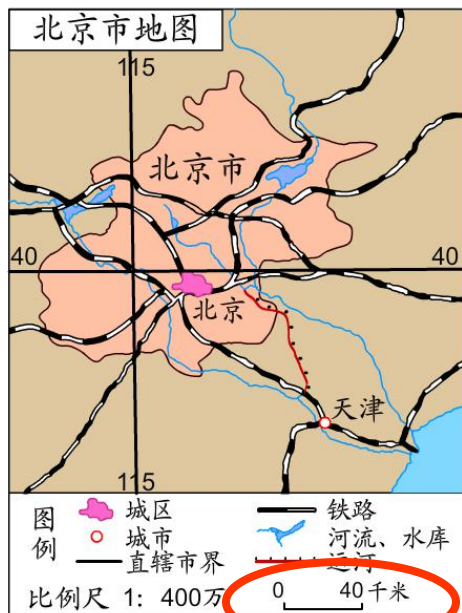 北京市地图
115
北京市
40
40
北京
天津
115
图例
城区
铁路
城市
河流、水库
直辖市界
运河
比例尺 1: 400万
0 40千米